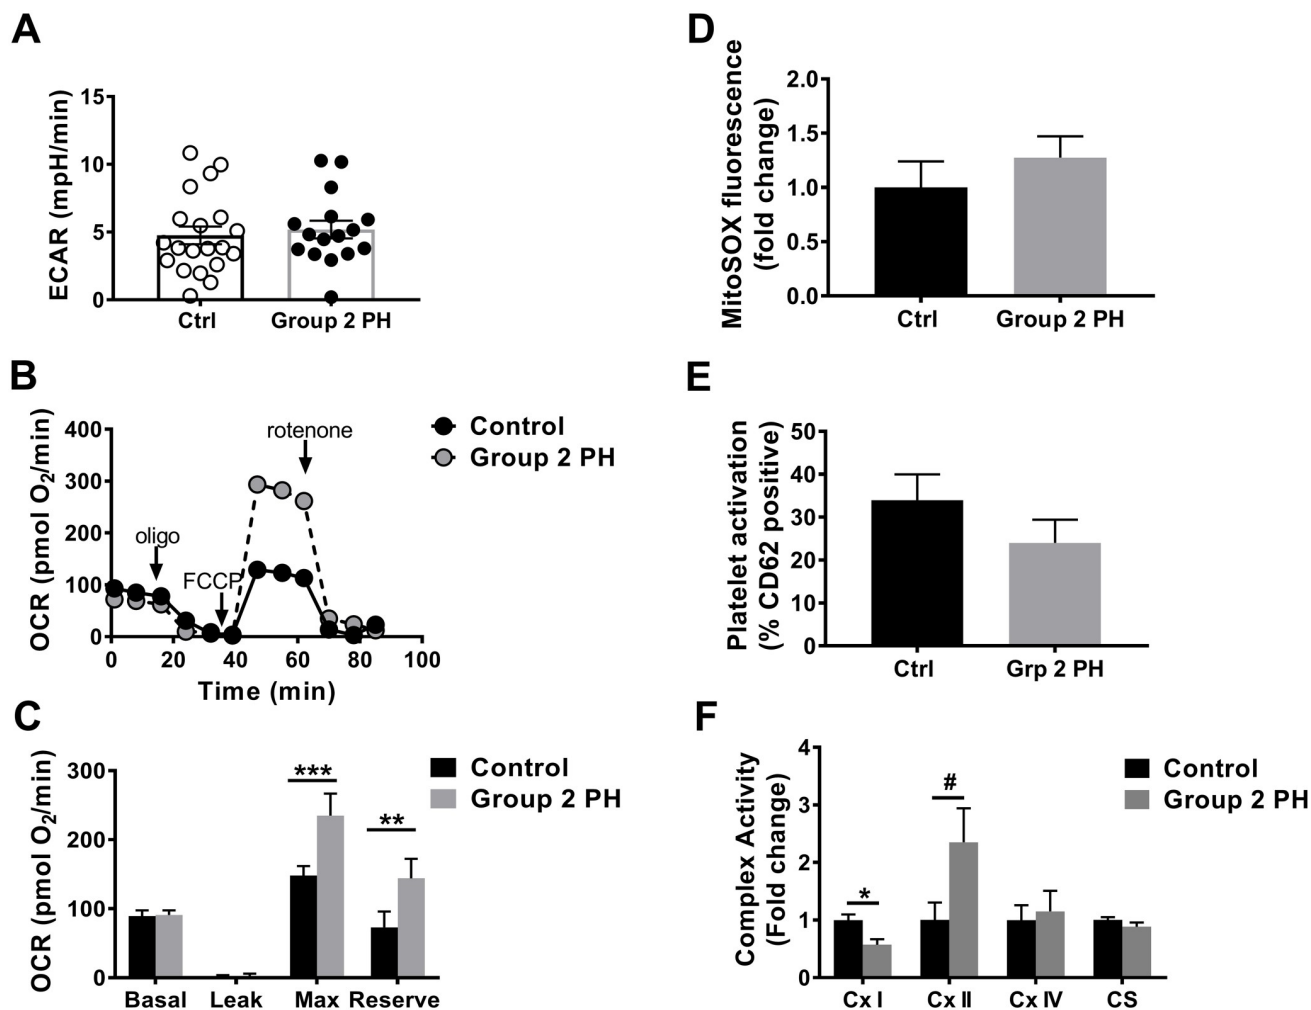 A
ECAR (mpH/min)
15
10
5
0
Ctrl
Group 2 PH
B
OCR (pmol O₂/min)
400
300
200
100
0
oligo
FCCP
rotenone
Control
Group 2 PH
0
20
40
60
80
100
Time (min)
C
OCR (pmol O₂/min)
300
200
100
0
***
**
Control
Group 2 PH
Basal
Leak
Max
Reserve
D
MitoSOX fluorescence
(fold change)
2.0
1.5
1.0
0.5
0.0
Ctrl
Group 2 PH
E
Platelet activation
(% CD62 positive)
50
40
30
20
10
0
Ctrl
Grp 2 PH
F
Complex Activity
(Fold change)
4
3
2
1
0
*
#
Control
Group 2 PH
Cx I
Cx II
Cx IV
CS